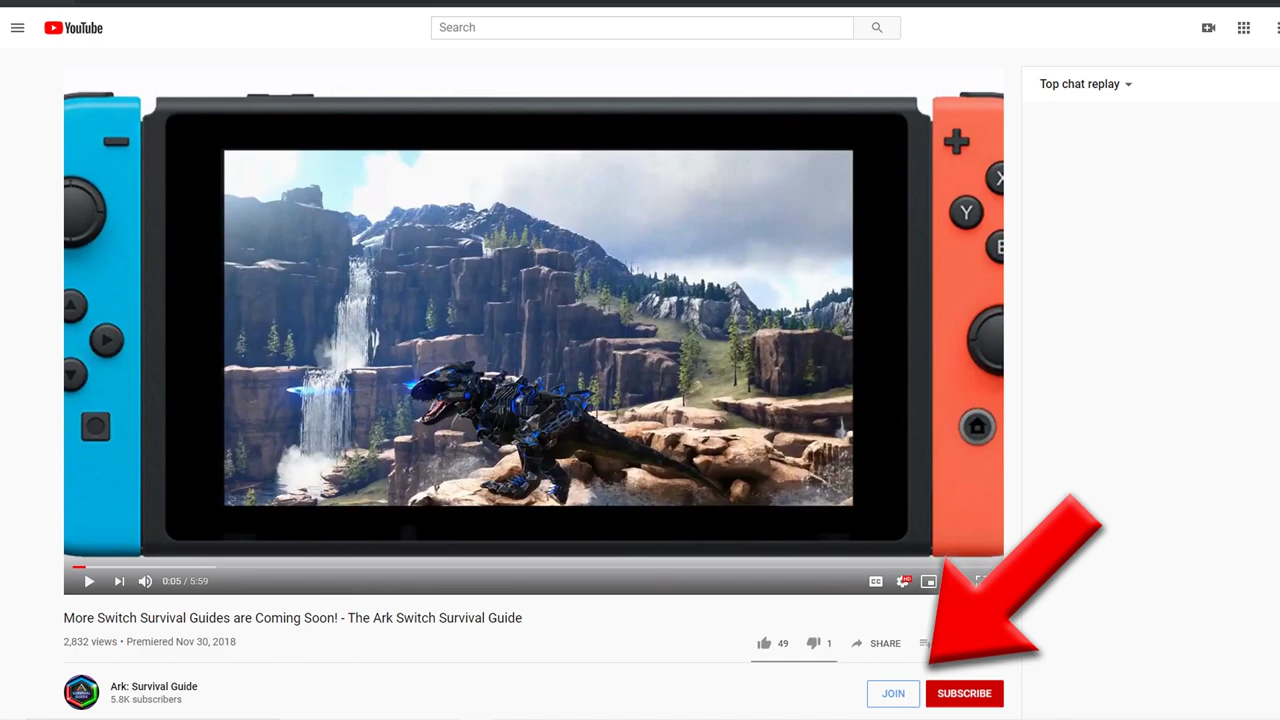 YouTube
Search
Top chat replay
X
Y
B
HD
CC
0:05 / 5:59
More Switch Survival Guides are Coming Soon! - The Ark Switch Survival Guide
2,832 views • Premiered Nov 30, 2018
49
1
SHARE
Ark: Survival Guide
5.8K subscribers
JOIN
SUBSCRIBE